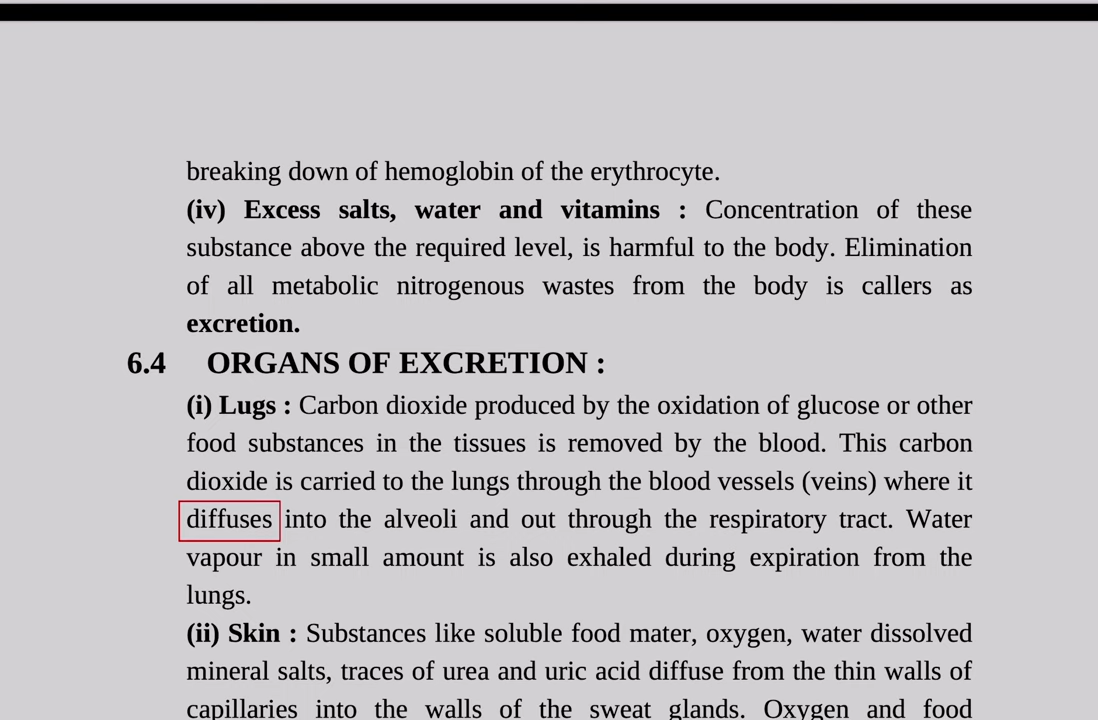 breaking down of hemoglobin of the erythrocyte.
(iv) Excess salts, water and vitamins : Concentration of these
substance above the required level, is harmful to the body. Elimination
of all metabolic nitrogenous wastes from the body is callers as
excretion.
6.4 ORGANS OF EXCRETION :
(i) Lugs : Carbon dioxide produced by the oxidation of glucose or other
food substances in the tissues is removed by the blood. This carbon
dioxide is carried to the lungs through the blood vessels (veins) where it
diffuses into the alveoli and out through the respiratory tract. Water
vapour in small amount is also exhaled during expiration from the
lungs.
(ii) Skin : Substances like soluble food mater, oxygen, water dissolved
mineral salts, traces of urea and uric acid diffuse from the thin walls of
capillaries into the walls of the sweat glands. Oxygen and food